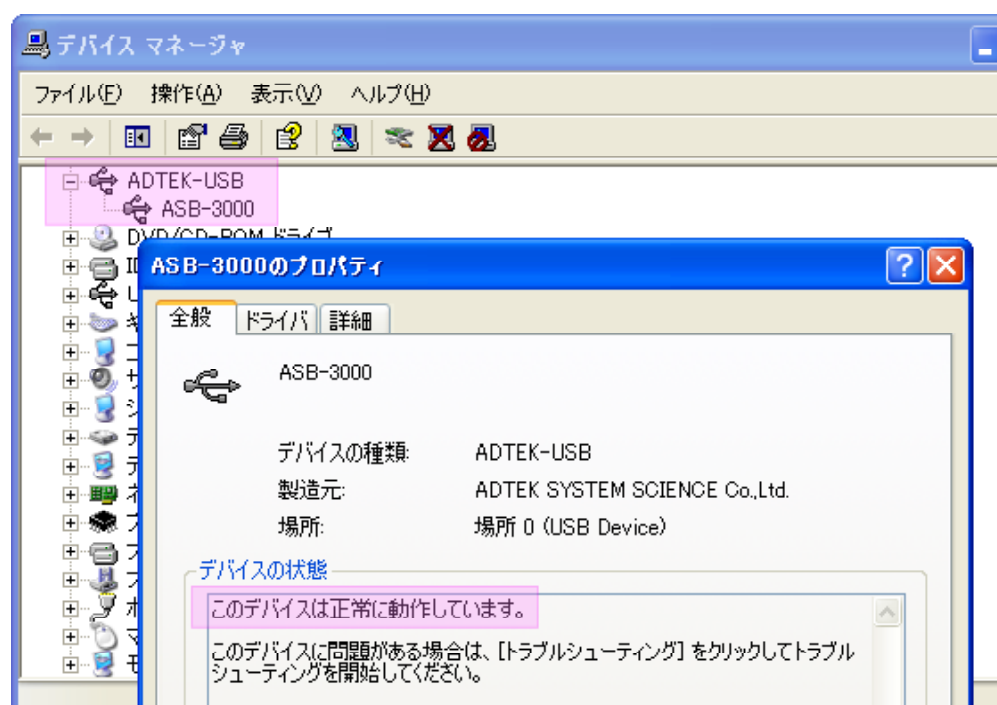 デバイス マネージャ
ファイル(F) 操作(A) 表示(V) ヘルプ(H)
ADTEK-USB
ASB-3000
DVD/CD-ROM ドライブ
ASB-3000のプロパティ
全般 ドライバ 詳細
ASB-3000
デバイスの種類: ADTEK-USB
製造元: ADTEK SYSTEM SCIENCE Co.,Ltd.
場所: 場所 0 (USB Device)
デバイスの状態
このデバイスは正常に動作しています。
このデバイスに問題がある場合は、[トラブルシューティング] をクリックしてトラブル
シューティングを開始してください。